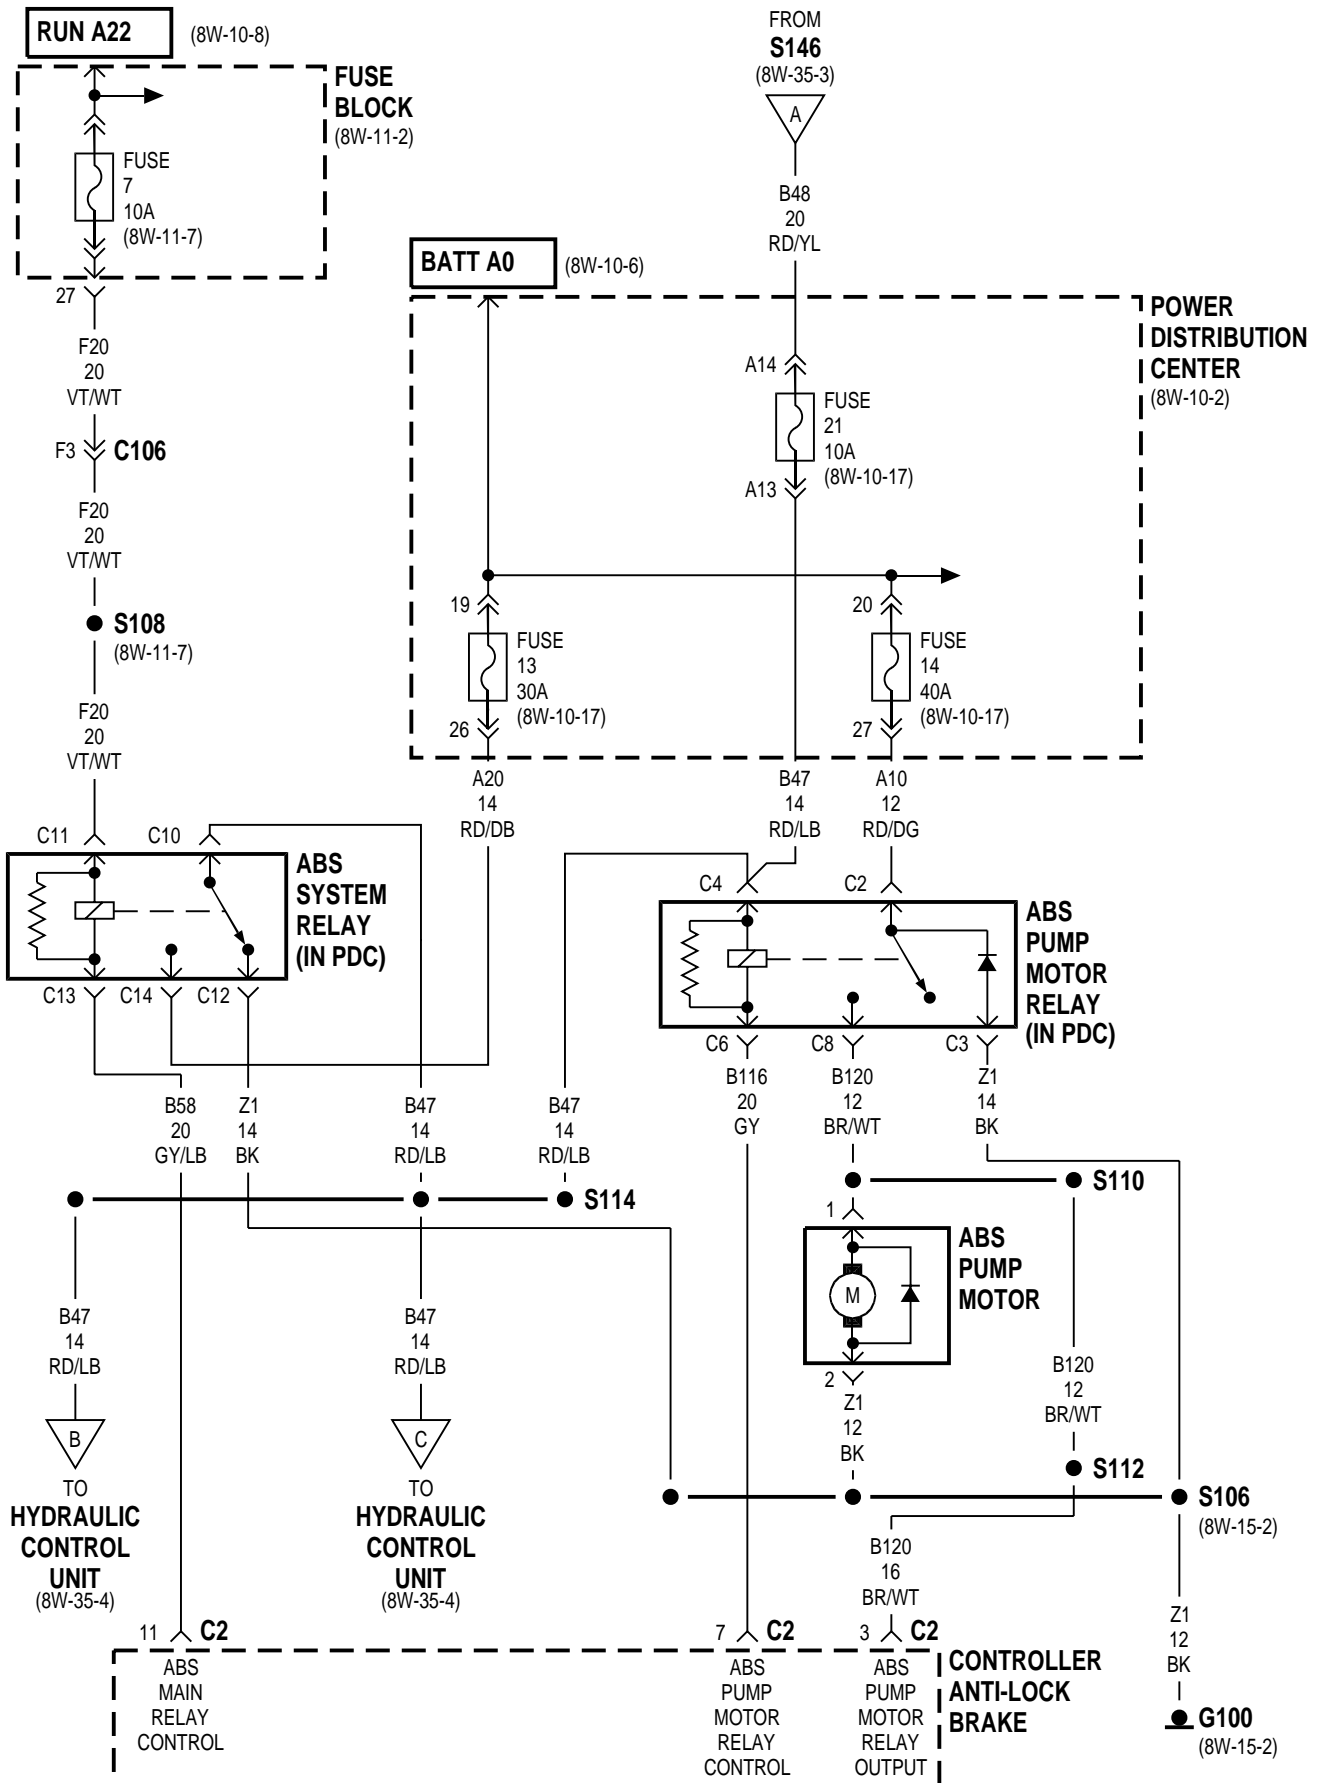 RUN A22
(8W-10-8)
FUSE
BLOCK
(8W-11-2)
FUSE
7
10A
(8W-11-7)
27
F20
20
VT/WT
F3
C106
F20
20
VT/WT
S108
(8W-11-7)
F20
20
VT/WT
FROM
S146
(8W-35-3)
A
B48
20
RD/YL
BATT A0
(8W-10-6)
POWER
DISTRIBUTION
CENTER
(8W-10-2)
A14
FUSE
21
10A
(8W-10-17)
A13
19
FUSE
13
30A
(8W-10-17)
26
20
FUSE
14
40A
(8W-10-17)
27
A20
14
RD/DB
B47
14
RD/LB
A10
12
RD/DG
C11
C10
ABS
SYSTEM
RELAY
(IN PDC)
C13
C14
C12
C4
C2
ABS
PUMP
MOTOR
RELAY
(IN PDC)
C6
C8
C3
B58
20
GY/LB
Z1
14
BK
B47
14
RD/LB
B47
14
RD/LB
B116
20
GY
B120
12
BR/WT
Z1
14
BK
S114
S110
1
ABS
PUMP
MOTOR
M
2
Z1
12
BK
B120
12
BR/WT
S112
S106
(8W-15-2)
B47
14
RD/LB
B
TO
HYDRAULIC
CONTROL
UNIT
(8W-35-4)
B47
14
RD/LB
C
TO
HYDRAULIC
CONTROL
UNIT
(8W-35-4)
B120
16
BR/WT
Z1
12
BK
G100
(8W-15-2)
11
C2
7
C2
3
C2
ABS
MAIN
RELAY
CONTROL
ABS
PUMP
MOTOR
RELAY
CONTROL
ABS
PUMP
MOTOR
RELAY
OUTPUT
CONTROLLER
ANTI-LOCK
BRAKE